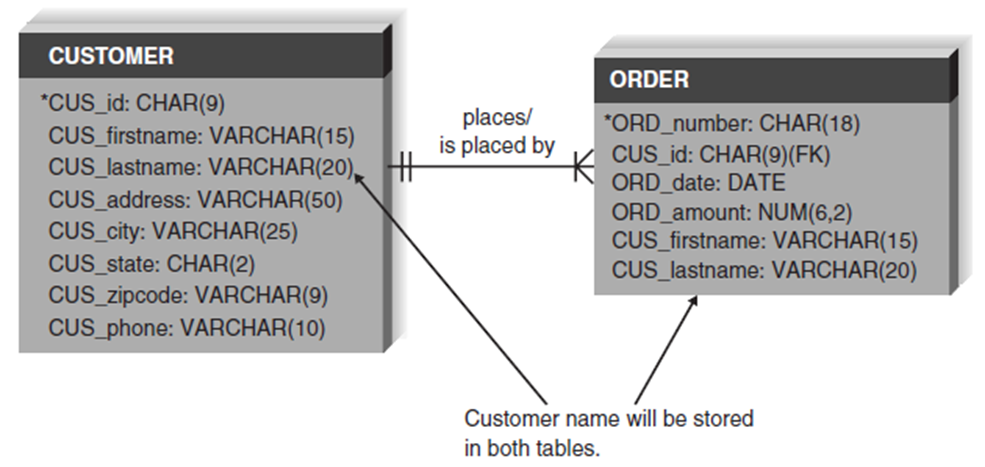 CUSTOMER
*CUS_id: CHAR(9)
CUS_firstname: VARCHAR(15)
CUS_lastname: VARCHAR(20)
CUS_address: VARCHAR(50)
CUS_city: VARCHAR(25)
CUS_state: CHAR(2)
CUS_zipcode: VARCHAR(9)
CUS_phone: VARCHAR(10)
places/
is placed by
ORDER
*ORD_number: CHAR(18)
CUS_id: CHAR(9)(FK)
ORD_date: DATE
ORD_amount: NUM(6,2)
CUS_firstname: VARCHAR(15)
CUS_lastname: VARCHAR(20)
Customer name will be stored
in both tables.